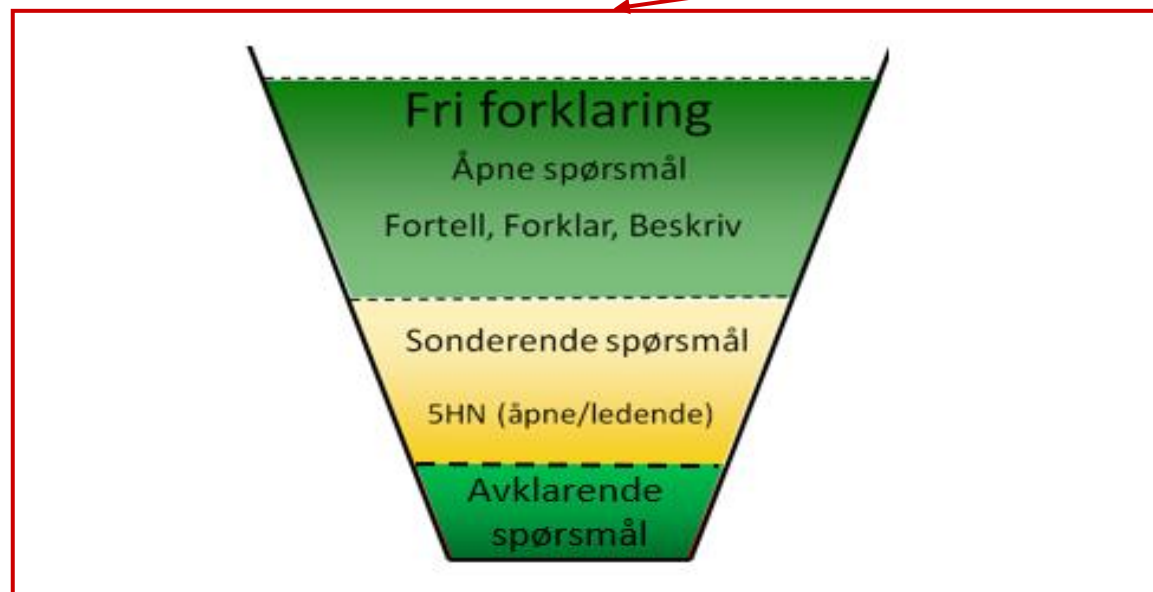 Fri forklaring
Åpne spørsmål
Fortell, Forklar, Beskriv
Sonderende spørsmål
5HN (åpne/ledende)
Avklarende
spørsmål